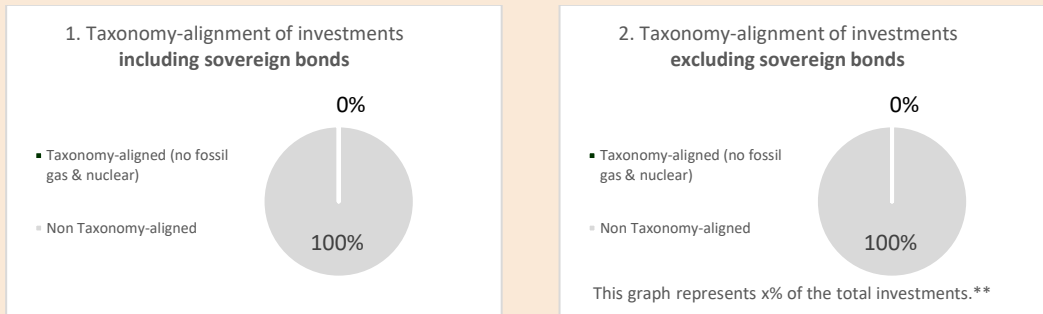 1. Taxonomy-alignment of investments
including sovereign bonds
0%
Taxonomy-aligned (no fossil
gas & nuclear)
Non Taxonomy-aligned
100%
2. Taxonomy-alignment of investments
excluding sovereign bonds
0%
Taxonomy-aligned (no fossil
gas & nuclear)
Non Taxonomy-aligned
100%
This graph represents x% of the total investments.**